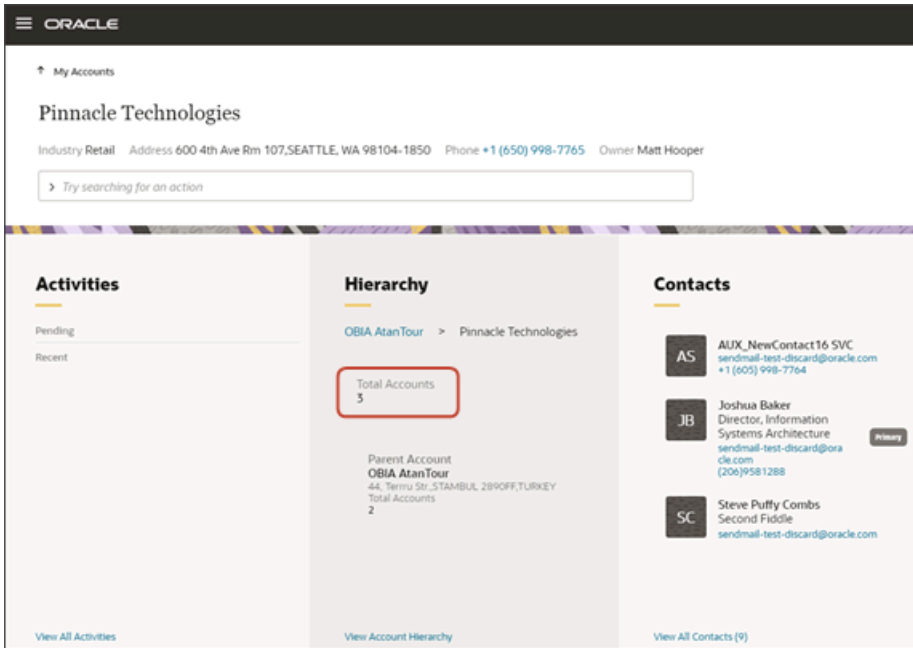 ORACLE
My Accounts
Pinnacle Technologies
Industry Retail Address 600 4th Ave Rm 107,SEATTLE, WA 98104-1850 Phone +1 (650) 998-7765 Owner Matt Hooper
> Try searching for an action
Activities
Pending
Recent
View All Activities
Hierarchy
OBIA AtanTour > Pinnacle Technologies
Total Accounts
3
Parent Account
OBIA AtanTour
44, Terrru Str.,STAMBUL 2890FF,TURKEY
Total Accounts
2
View Account Hierarchy
Contacts
AS
AUX_NewContact16 SVC
sendmail-test-discard@oracle.com
+1 (605) 998-7764
JB
Joshua Baker
Director, Information
Systems Architecture
Primary
sendmail-test-discard@ora
cle.com
(206)9581288
SC
Steve Puffy Combs
Second Fiddle
sendmail-test-discard@oracle.com
View All Contacts (9)